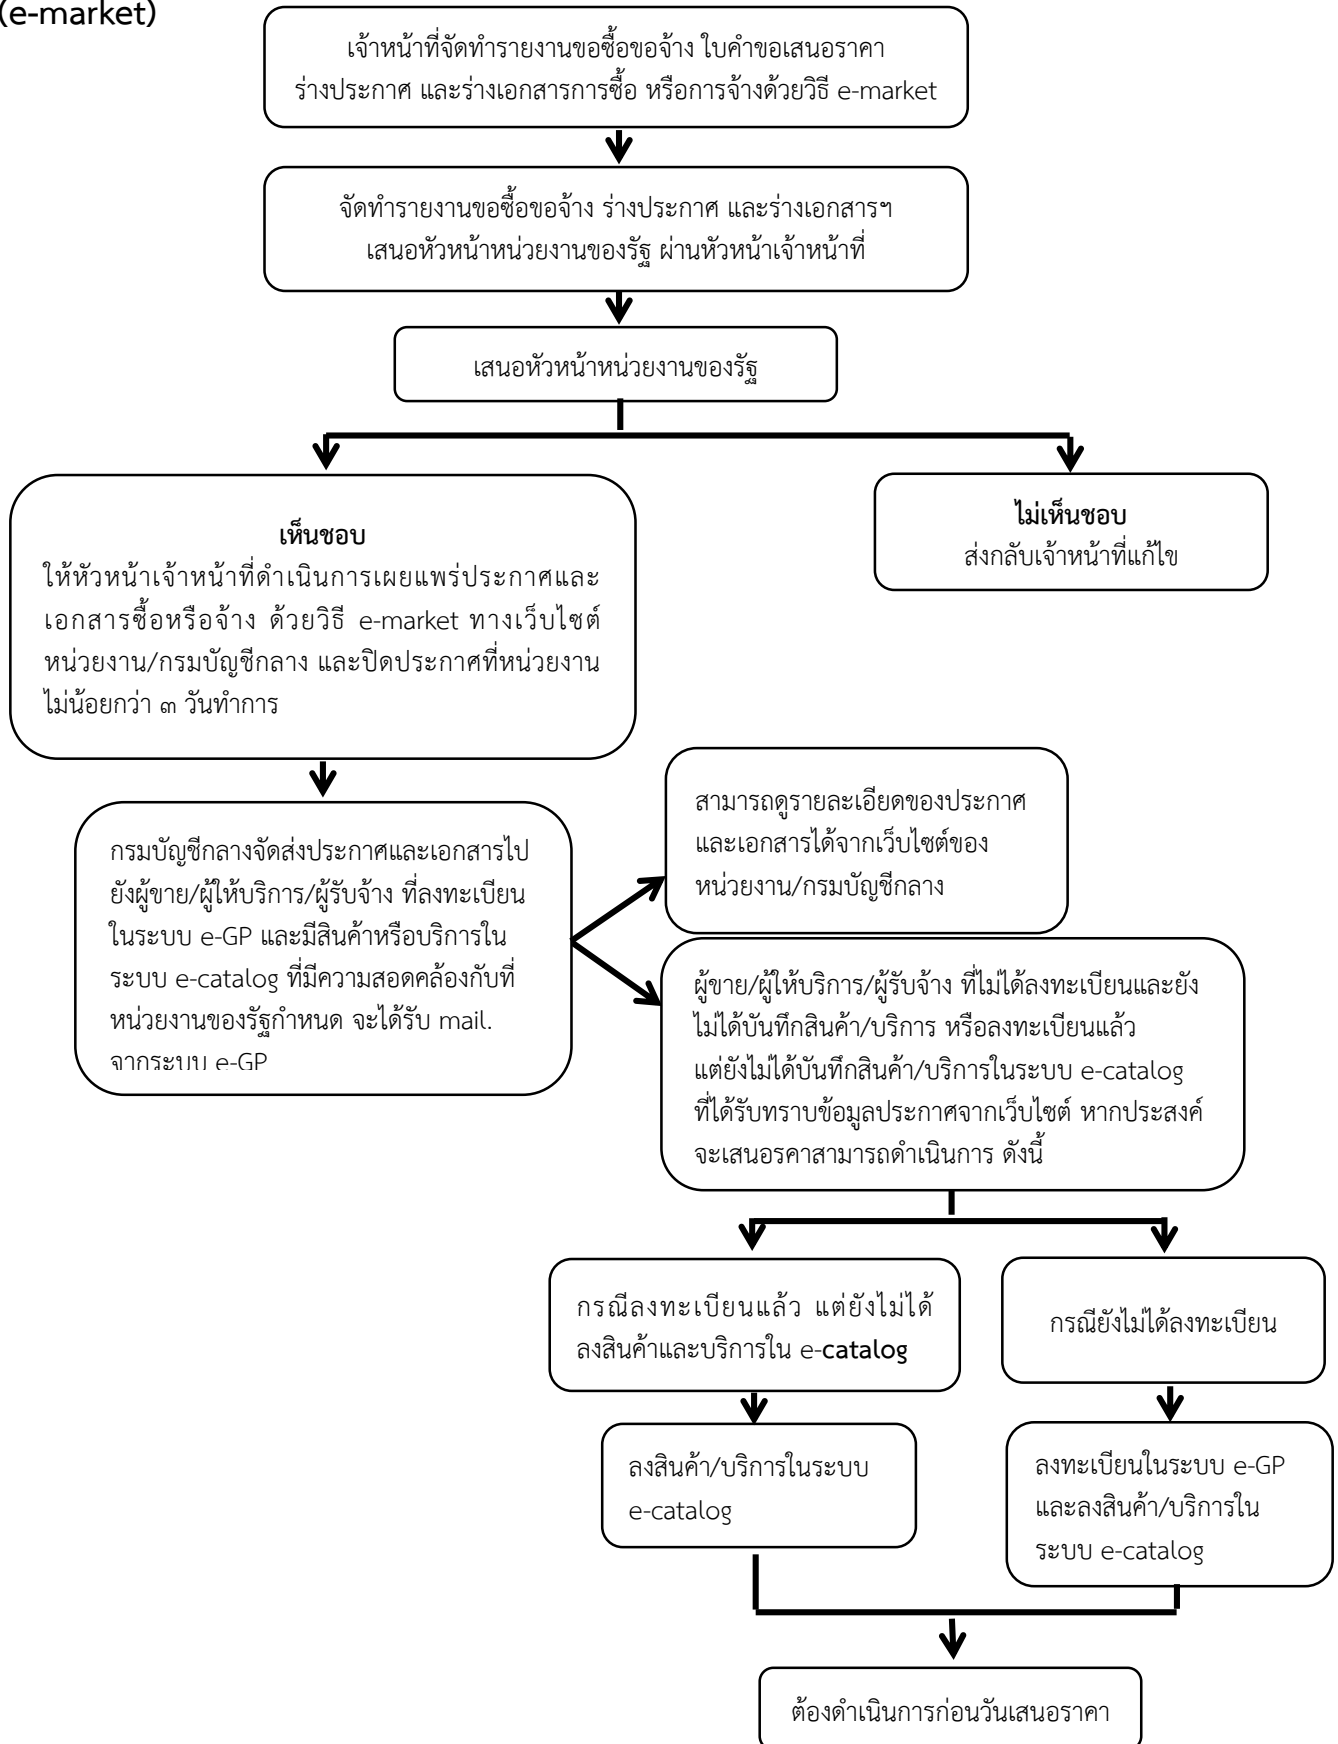 (e-market)
เจ้าหน้าที่จัดทำรายงานขอซื้อขอจ้าง ใบคำขอเสนอราคา
ร่างประกาศ และร่างเอกสารการซื้อ หรือการจ้างด้วยวิธี e-market
จัดทำรายงานขอซื้อขอจ้าง ร่างประกาศ และร่างเอกสารฯ
เสนอหัวหน้าหน่วยงานของรัฐ ผ่านหัวหน้าเจ้าหน้าที่
เสนอหัวหน้าหน่วยงานของรัฐ
เห็นชอบ
ให้หัวหน้าเจ้าหน้าที่ดำเนินการเผยแพร่ประกาศและ
เอกสารซื้อหรือจ้าง ด้วยวิธี e-market ทางเว็บไซต์
หน่วยงาน/กรมบัญชีกลาง และปิดประกาศที่หน่วยงาน
ไม่น้อยกว่า ๓ วันทำการ
ไม่เห็นชอบ
ส่งกลับเจ้าหน้าที่แก้ไข
กรมบัญชีกลางจัดส่งประกาศและเอกสารไป
ยังผู้ขาย/ผู้ให้บริการ/ผู้รับจ้าง ที่ลงทะเบียน
ในระบบ e-GP และมีสินค้าหรือบริการใน
ระบบ e-catalog ที่มีความสอดคล้องกับที่
หน่วยงานของรัฐกำหนด จะได้รับ mail.
จากระบบ e-GP
สามารถดูรายละเอียดของประกาศ
และเอกสารได้จากเว็บไซต์ของ
หน่วยงาน/กรมบัญชีกลาง
ผู้ขาย/ผู้ให้บริการ/ผู้รับจ้าง ที่ไม่ได้ลงทะเบียนและยัง
ไม่ได้บันทึกสินค้า/บริการ หรือลงทะเบียนแล้ว
แต่ยังไม่ได้บันทึกสินค้า/บริการในระบบ e-catalog
ที่ได้รับทราบข้อมูลประกาศจากเว็บไซต์ หากประสงค์
จะเสนอรคาสามารถดำเนินการ ดังนี้
กรณีลงทะเบียนแล้ว แต่ยังไม่ได้
ลงสินค้าและบริการใน e-catalog
กรณียังไม่ได้ลงทะเบียน
ลงสินค้า/บริการในระบบ
e-catalog
ลงทะเบียนในระบบ e-GP
และลงสินค้า/บริการใน
ระบบ e-catalog
ต้องดำเนินการก่อนวันเสนอราคา